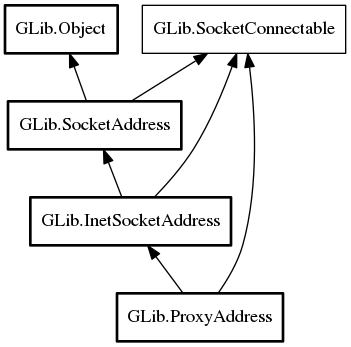 GLib.Object
GLib.SocketConnectable
GLib.SocketAddress
GLib.InetSocketAddress
GLib.ProxyAddress